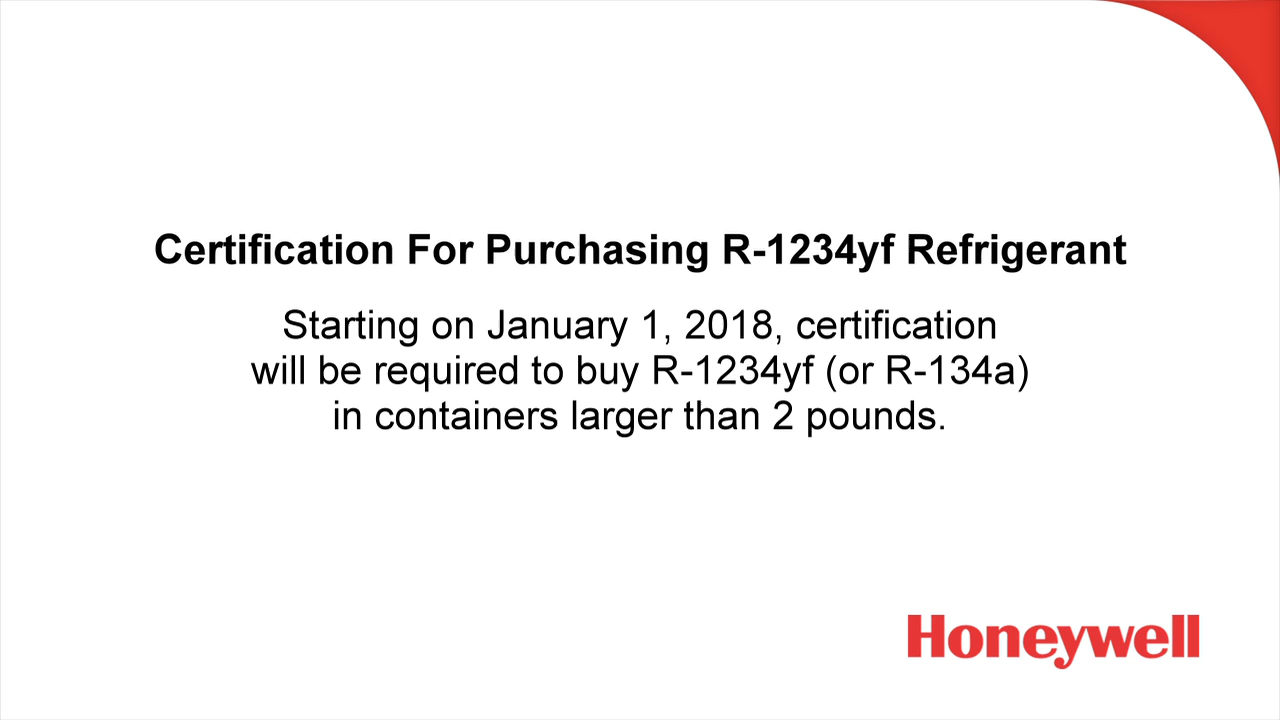 Certification For Purchasing R-1234yf Refrigerant
Starting on January 1, 2018, certification
will be required to buy R-1234yf (or R-134a)
in containers larger than 2 pounds.
Honeywell